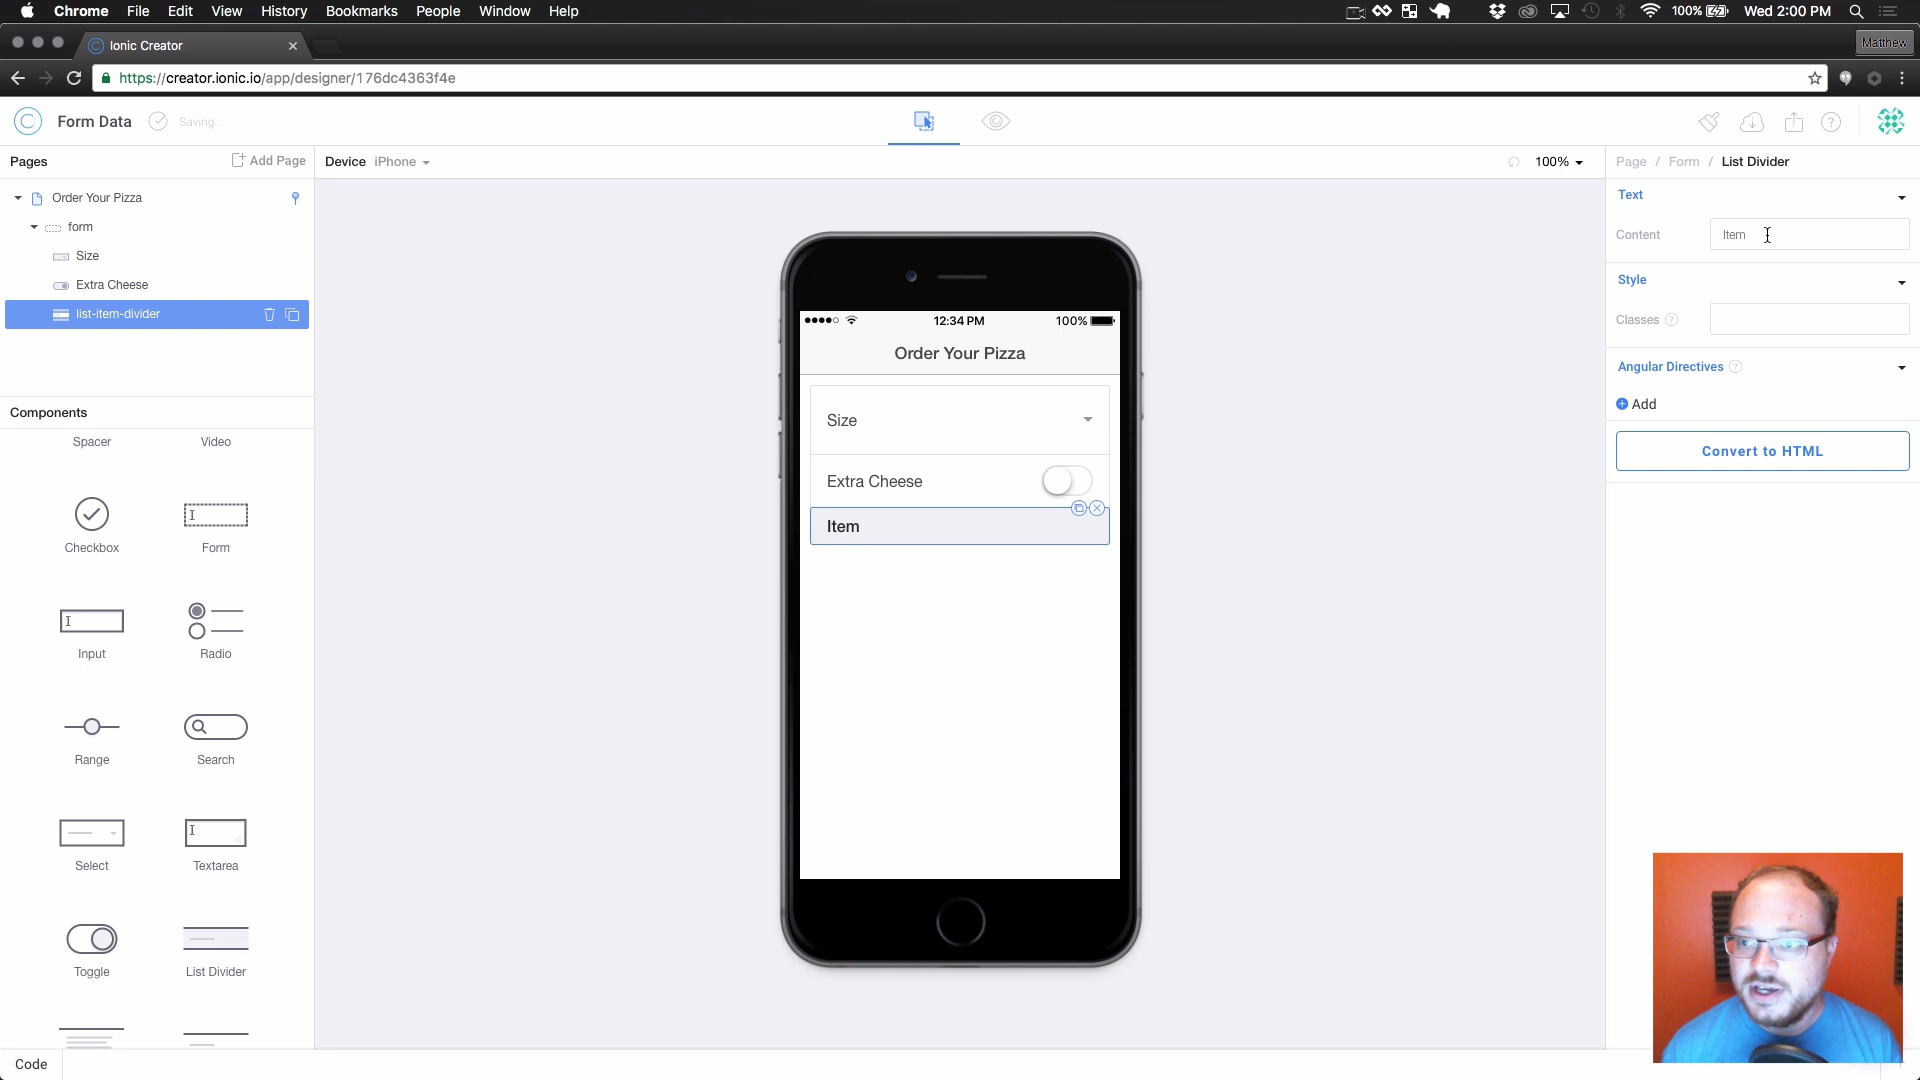 Chrome File Edit View History Bookmarks People Window Help 100% Wed 2:00 PM
Ionic Creator Matthew
https://creator.ionic.io/app/designer/176dc4363f4e
Form Data Saving...
Pages Add Page Device iPhone 100% Page / Form / List Divider
Order Your Pizza
form
Size
Extra Cheese
list-item-divider
Components
Spacer Video
Checkbox Form
Input Radio
Range Search
Select Textarea
Toggle List Divider
Code
12:34 PM 100%
Order Your Pizza
Size
Extra Cheese
Item
Text
Content Item
Style
Classes ?
Angular Directives ?
Add
Convert to HTML